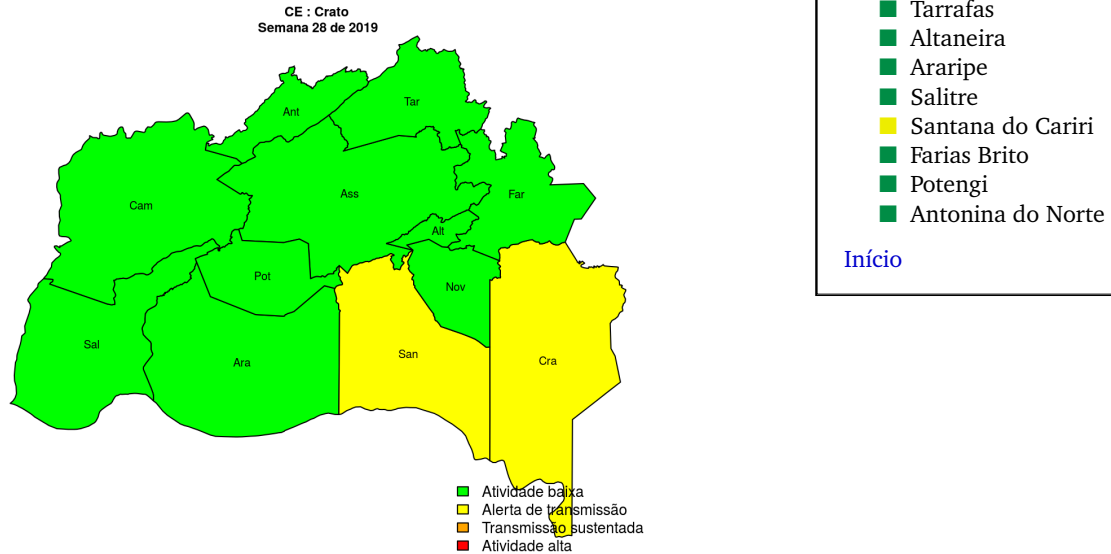 CE : Crato
Semana 28 de 2019
Ant
Tar
Cam
Ass
Far
Alt
Pot
Nov
Sal
Ara
San
Cra
Atividade baixa
Alerta de transmissão
Transmissão sustentada
Atividade alta
Tarrafas
Altaneira
Araripe
Salitre
Santana do Cariri
Farias Brito
Potengi
Antonina do Norte
Início